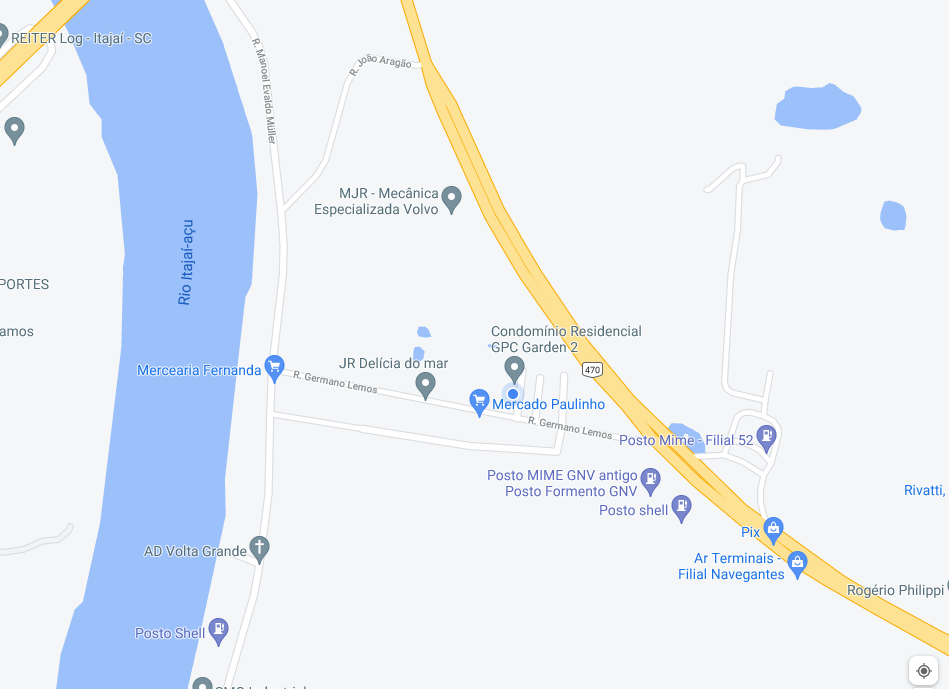 REITER Log - Itajaí - SC
R. Manoel Evaldo Müller
R. João Aragão
MJR - Mecânica
Especializada Volvo
Rio Itajaí-açu
PORTES
amos
Condomínio Residencial
GPC Garden 2
JR Delícia do mar
470
Mercearia Fernanda
R. Germano Lemos
Mercado Paulinho
R. Germano Lemos
Posto Mime - Filial 52
Posto MIME GNV antigo
Posto Formento GNV
Posto shell
Rivatti,
Pix
AD Volta Grande
Ar Terminais -
Filial Navegantes
Rogério Philippi
Posto Shell